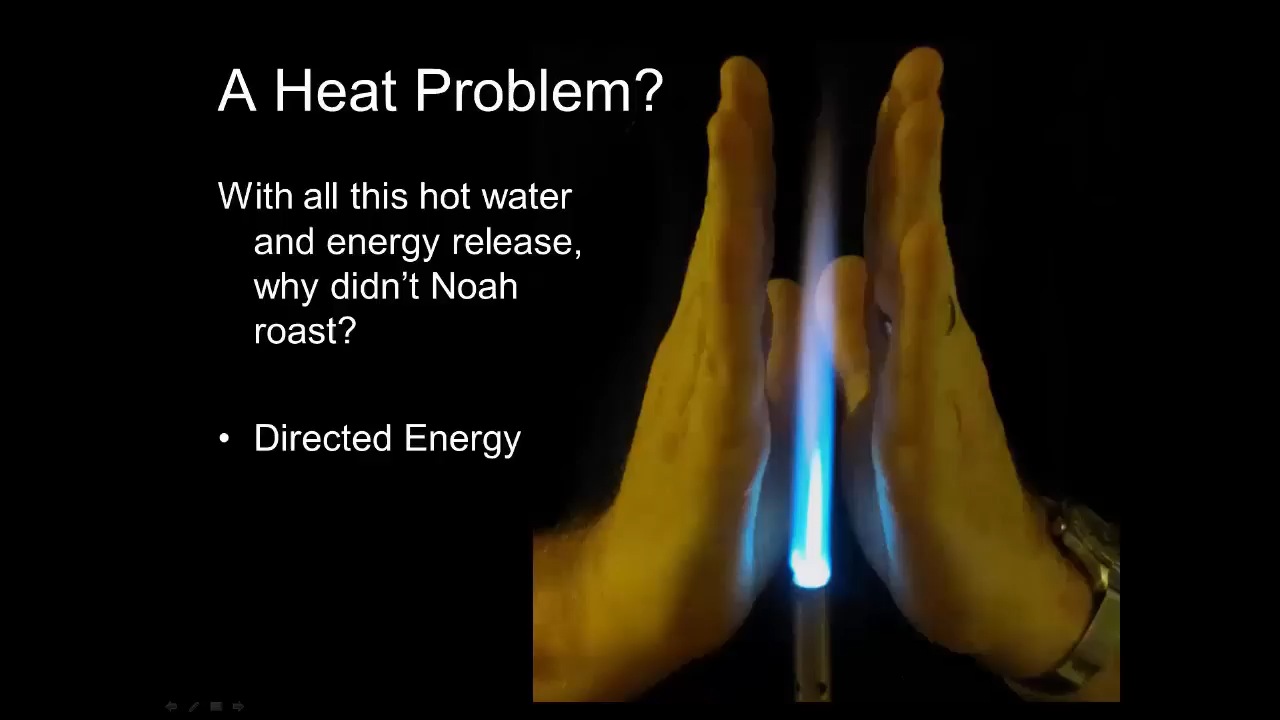 A Heat Problem?
With all this hot water
and energy release,
why didn’t Noah
roast?
• Directed Energy